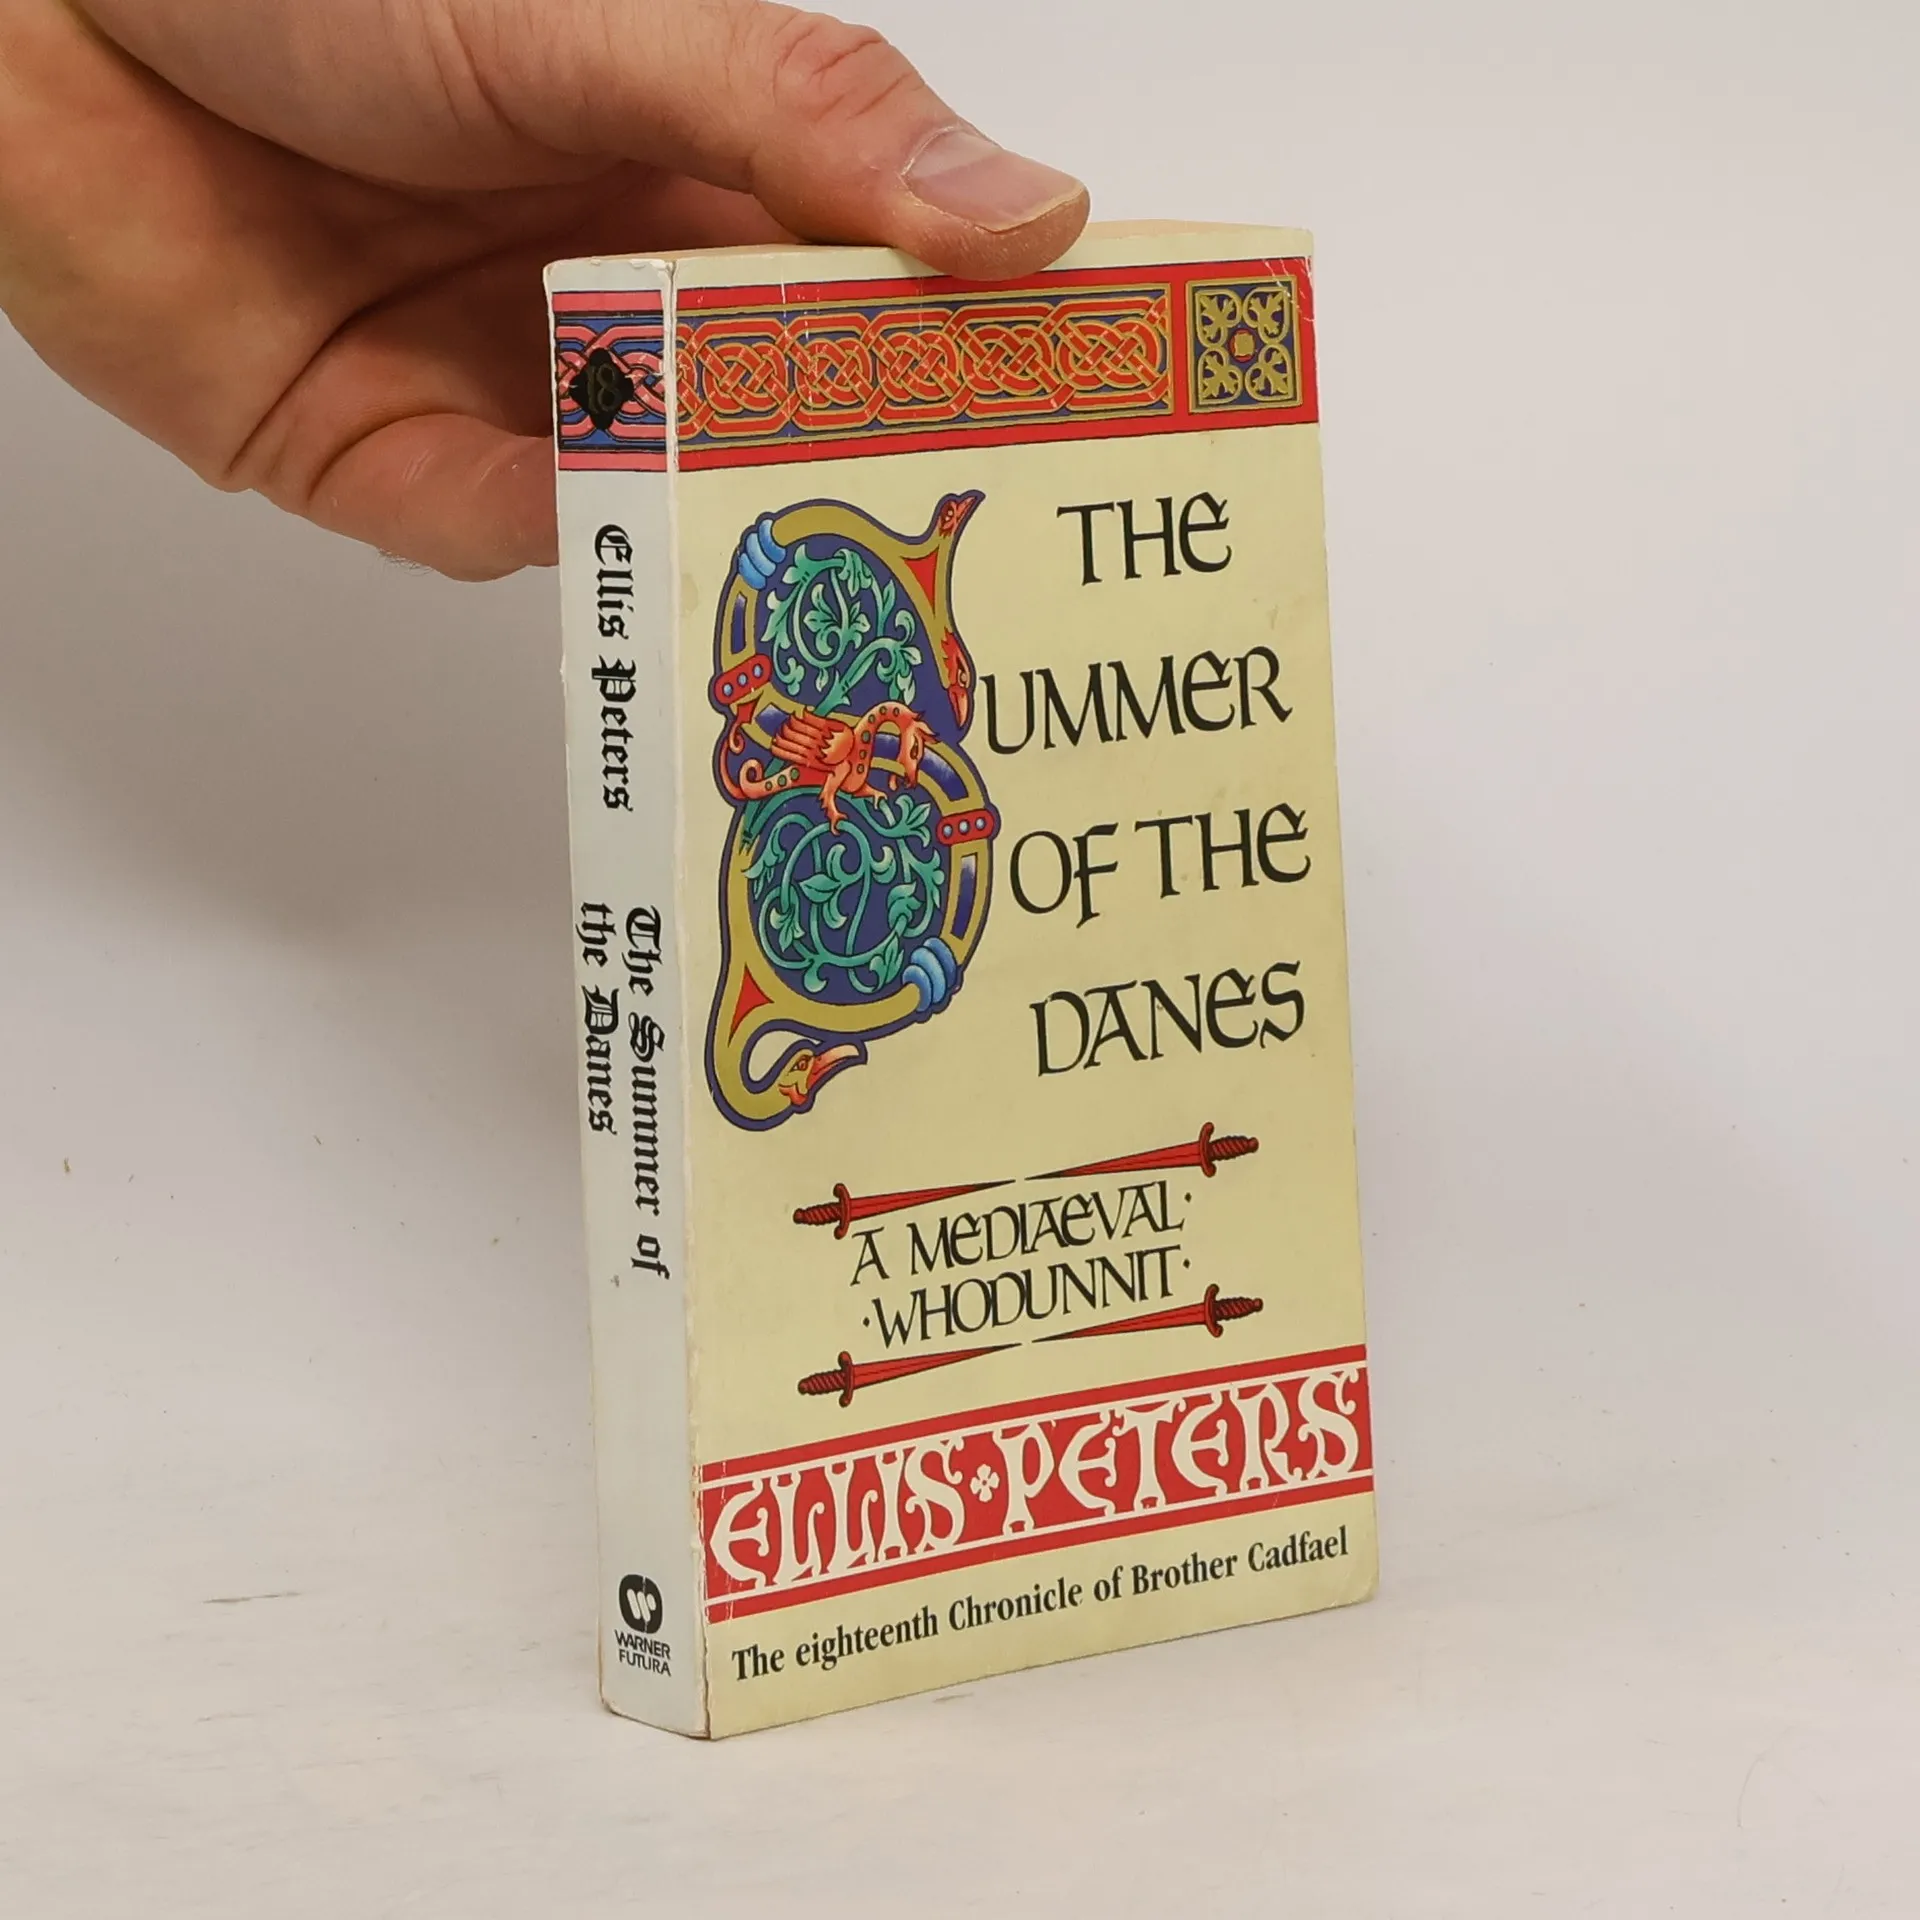 THE
SUMMER
OF THE
DANES
A MEDIAEVAL·
·WHODUNNIT·
ELLIS PETERS
The eighteenth Chronicle of Brother Cadfael
18
Ellis Peters
The Summer of
the Danes
WARNER
FUTURA